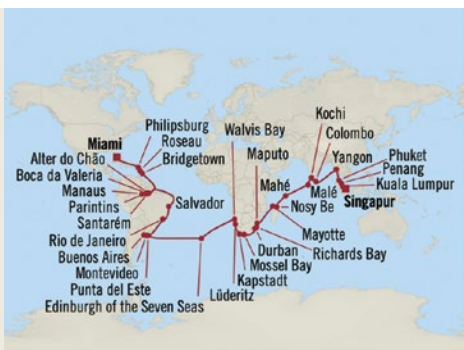 Miami
Philipsburg
Roseau
Bridgetown
Alter do Chão
Boca da Valeria
Manaus
Parintins
Santarém
Salvador
Rio de Janeiro
Buenos Aires
Montevideo
Punta del Este
Edinburgh of the Seven Seas
Lüderitz
Walvis Bay
Kapstadt
Mossel Bay
Durban
Richards Bay
Maputo
Mayotte
Nosy Be
Mahé
Malé
Kochi
Colombo
Yangon
Phuket
Penang
Kuala Lumpur
Singapur